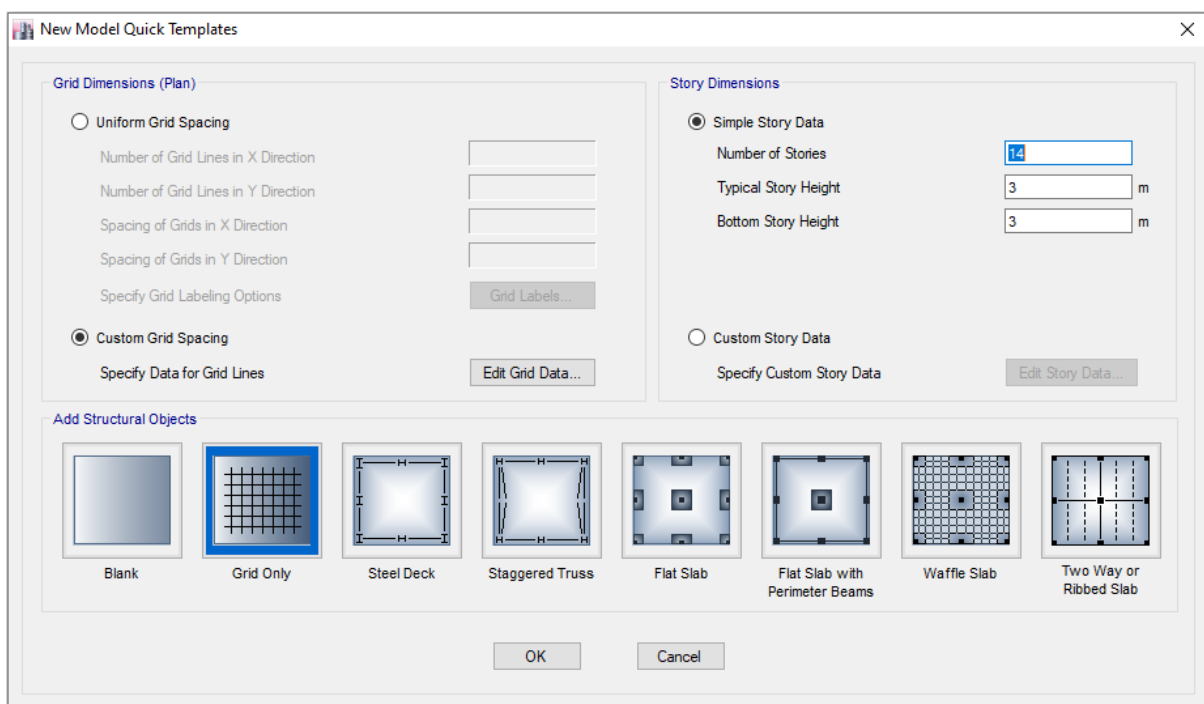 New Model Quick Templates
Grid Dimensions (Plan)
Uniform Grid Spacing
Number of Grid Lines in X Direction
Number of Grid Lines in Y Direction
Spacing of Grids in X Direction
Spacing of Grids in Y Direction
Specify Grid Labeling Options
Grid Labels...
Custom Grid Spacing
Specify Data for Grid Lines
Edit Grid Data...
Story Dimensions
Simple Story Data
Number of Stories
14
Typical Story Height
3
m
Bottom Story Height
3
m
Custom Story Data
Specify Custom Story Data
Edit Story Data...
Add Structural Objects
Blank
Grid Only
Steel Deck
Staggered Truss
Flat Slab
Flat Slab with
Perimeter Beams
Waffle Slab
Two Way or
Ribbed Slab
OK
Cancel